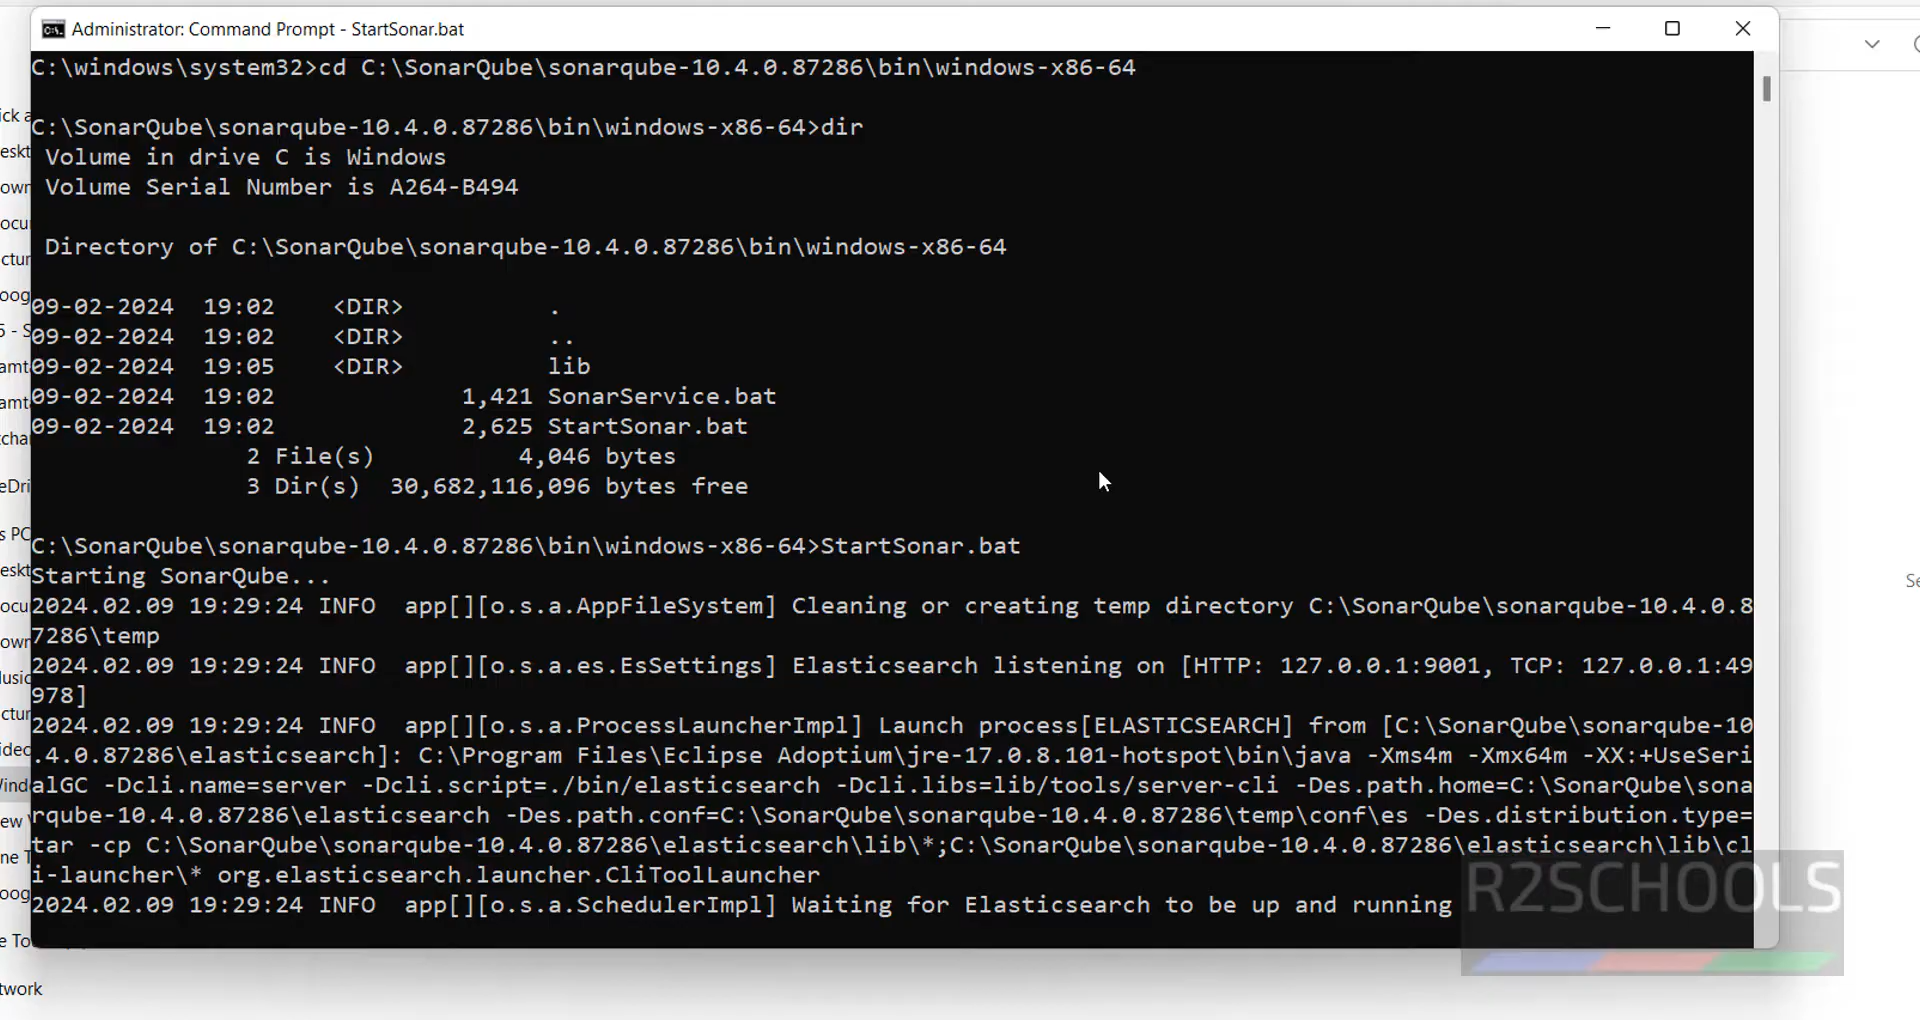 Administrator: Command Prompt - StartSonar.bat
C:\windows\system32>cd C:\SonarQube\sonarqube-10.4.0.87286\bin\windows-x86-64
C:\SonarQube\sonarqube-10.4.0.87286\bin\windows-x86-64>dir
Volume in drive C is Windows
Volume Serial Number is A264-B494
Directory of C:\SonarQube\sonarqube-10.4.0.87286\bin\windows-x86-64
09-02-2024  19:02    <DIR>          .
09-02-2024  19:02    <DIR>          ..
09-02-2024  19:05    <DIR>          lib
09-02-2024  19:02             1,421 SonarService.bat
09-02-2024  19:02             2,625 StartSonar.bat
2 File(s)          4,046 bytes
3 Dir(s)  30,682,116,096 bytes free
C:\SonarQube\sonarqube-10.4.0.87286\bin\windows-x86-64>StartSonar.bat
Starting SonarQube...
2024.02.09 19:29:24 INFO  app[][o.s.a.AppFileSystem] Cleaning or creating temp directory C:\SonarQube\sonarqube-10.4.0.8
7286\temp
2024.02.09 19:29:24 INFO  app[][o.s.a.es.EsSettings] Elasticsearch listening on [HTTP: 127.0.0.1:9001, TCP: 127.0.0.1:49
978]
2024.02.09 19:29:24 INFO  app[][o.s.a.ProcessLauncherImpl] Launch process[ELASTICSEARCH] from [C:\SonarQube\sonarqube-10
.4.0.87286\elasticsearch]: C:\Program Files\Eclipse Adoptium\jre-17.0.8.101-hotspot\bin\java -Xms4m -Xmx64m -XX:+UseSeri
alGC -Dcli.name=server -Dcli.script=./bin/elasticsearch -Dcli.libs=lib/tools/server-cli -Des.path.home=C:\SonarQube\sona
rqube-10.4.0.87286\elasticsearch -Des.path.conf=C:\SonarQube\sonarqube-10.4.0.87286\temp\conf\es -Des.distribution.type=
tar -cp C:\SonarQube\sonarqube-10.4.0.87286\elasticsearch\lib\*;C:\SonarQube\sonarqube-10.4.0.87286\elasticsearch\lib\cl
i-launcher\* org.elasticsearch.launcher.CliToolLauncher
2024.02.09 19:29:24 INFO  app[][o.s.a.SchedulerImpl] Waiting for Elasticsearch to be up and running
R2SCHOOLS